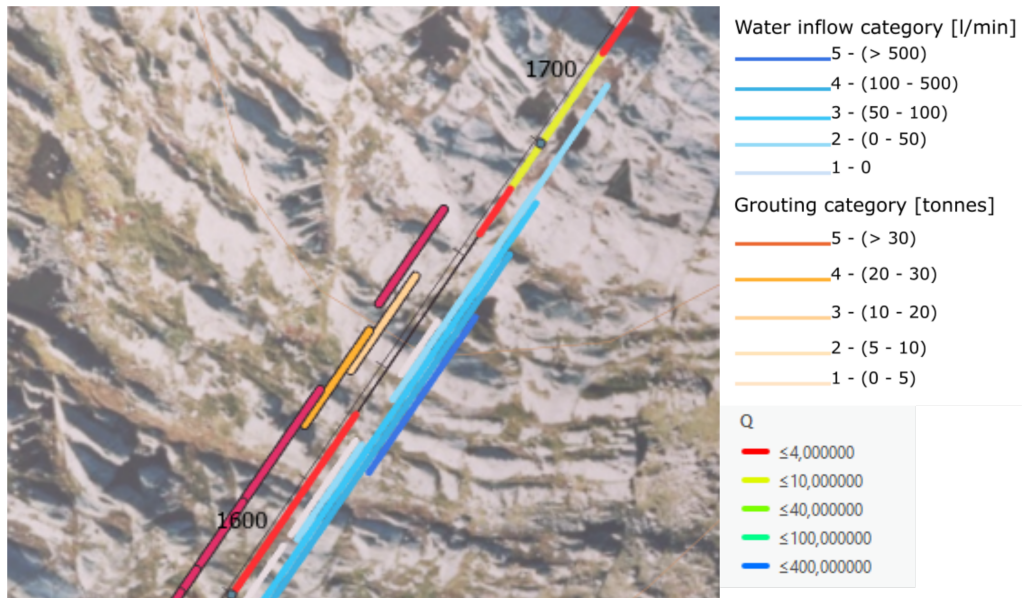 1700
1600
Water inflow category [l/min]
5 - (> 500)
4 - (100 - 500)
3 - (50 - 100)
2 - (0 - 50)
1 - 0
Grouting category [tonnes]
5 - (> 30)
4 - (20 - 30)
3 - (10 - 20)
2 - (5 - 10)
1 - (0 - 5)
Q
≤4,000000
≤10,000000
≤40,000000
≤100,000000
≤400,000000